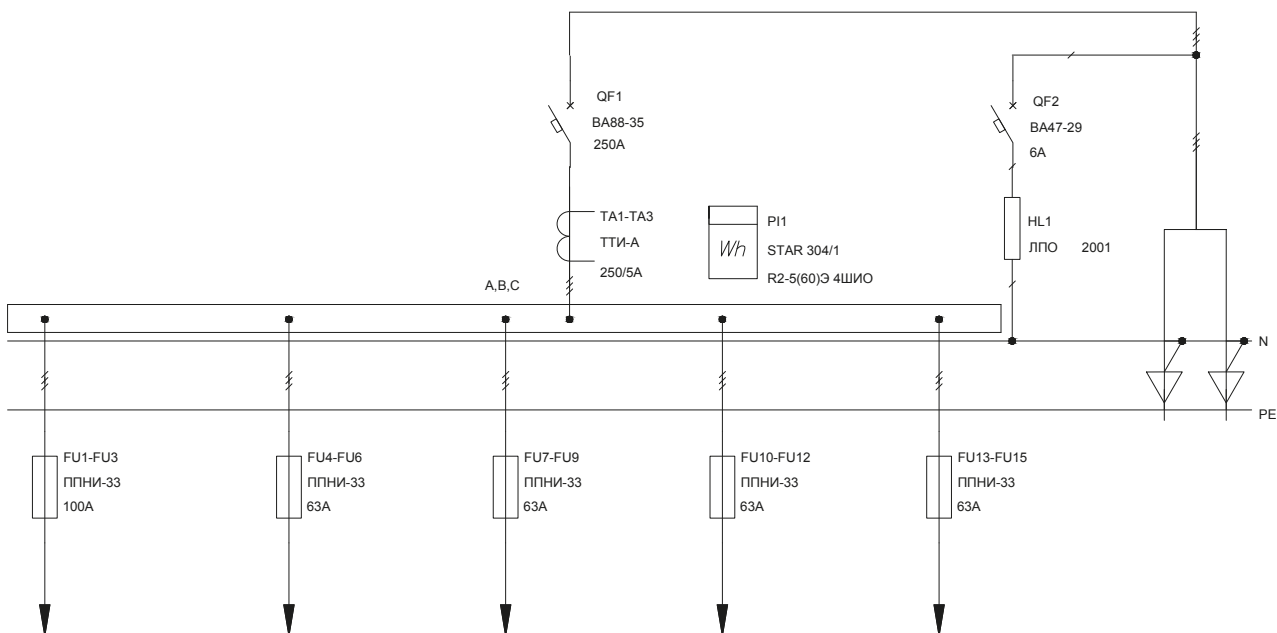 QF1
ВА88-35
250А
QF2
ВА47-29
6А
ТА1-ТА3
ТТИ-А
250/5А
PI1
Wh
STAR 304/1
R2-5(60)Э 4ШИО
HL1
ЛПО 2001
А,В,С
N
PE
FU1-FU3
ППНИ-33
100А
FU4-FU6
ППНИ-33
63А
FU7-FU9
ППНИ-33
63А
FU10-FU12
ППНИ-33
63А
FU13-FU15
ППНИ-33
63А